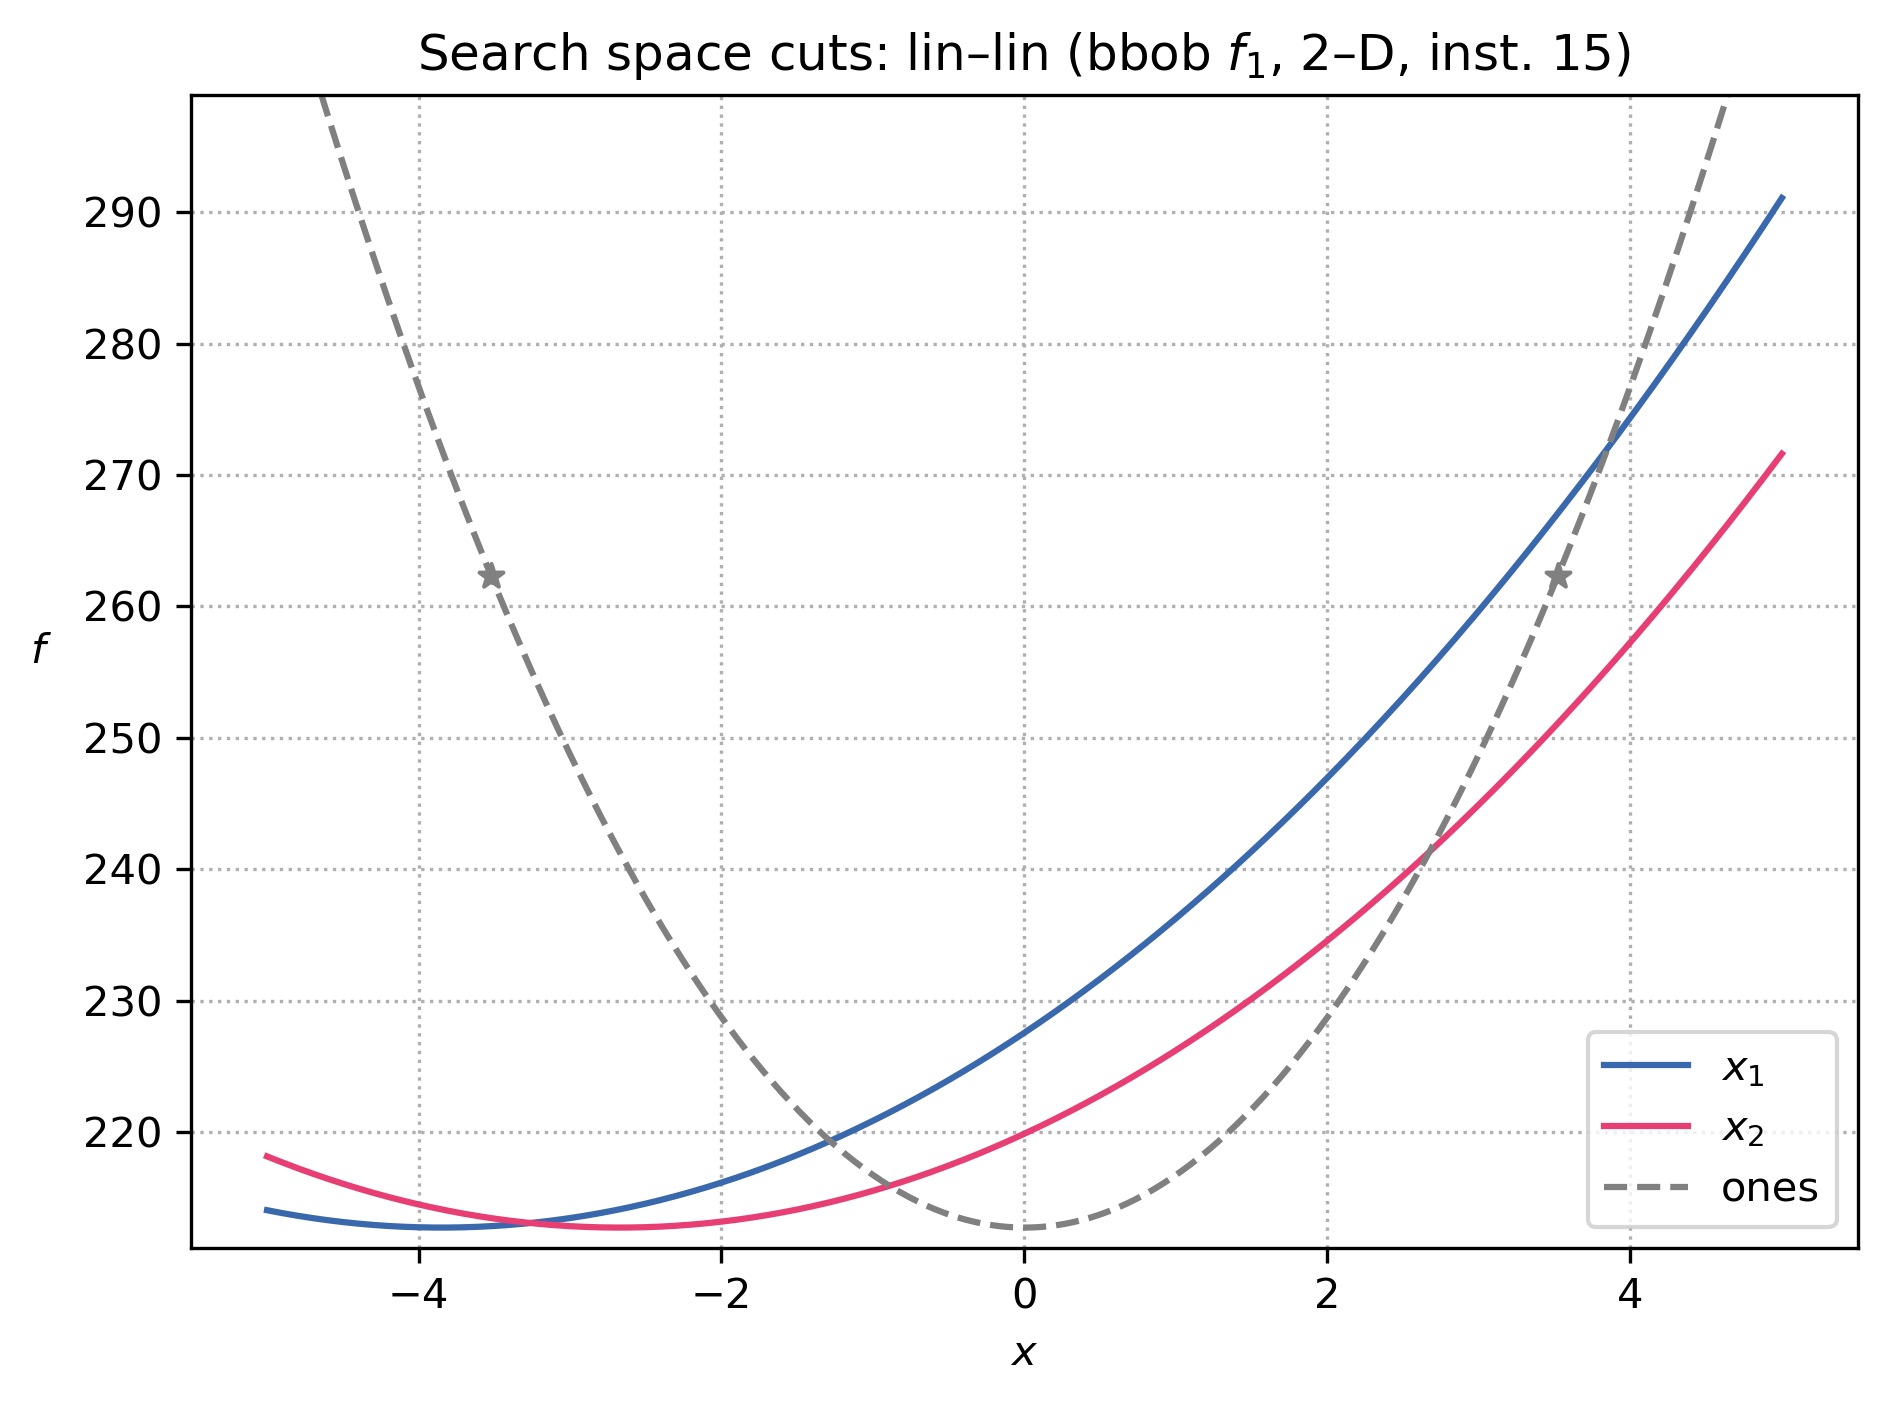 Search space cuts: lin–lin (bbob f₁, 2–D, inst. 15)
290
280
270
260
250
240
230
220
f
−4
−2
0
2
4
x
x₁
x₂
ones